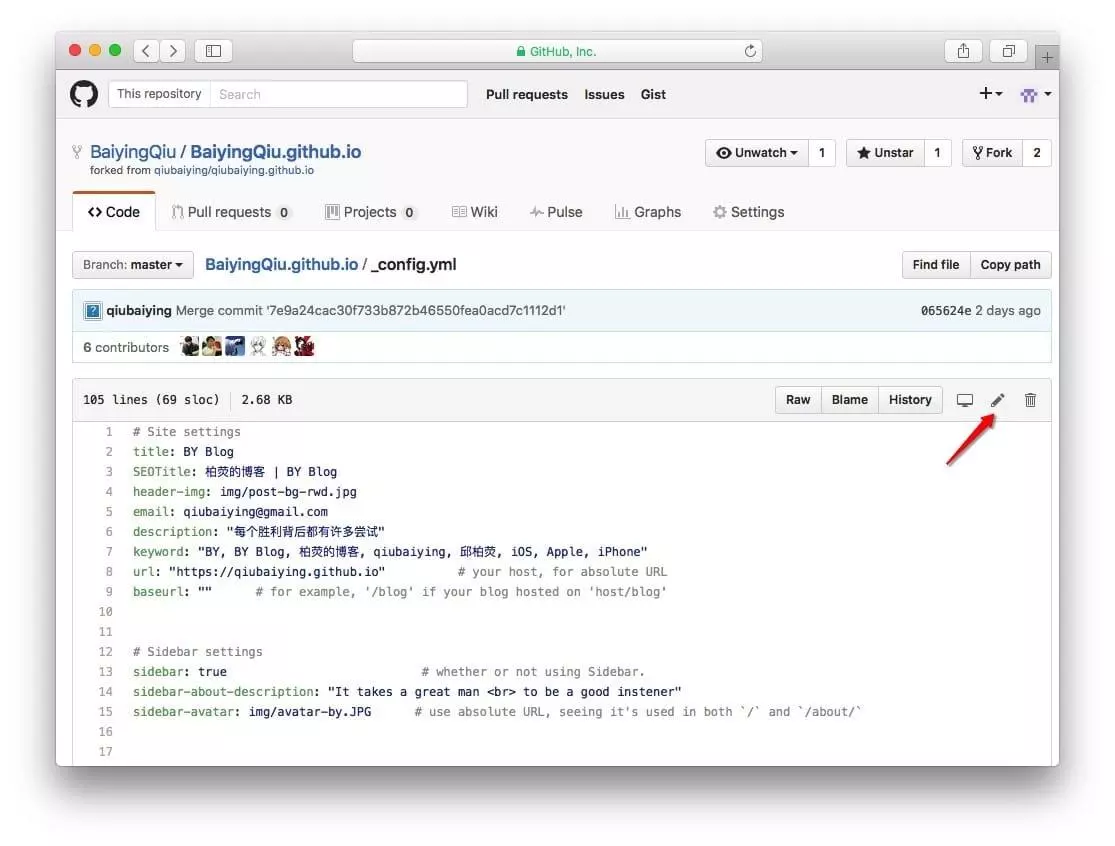 GitHub, Inc.
This repository Search Pull requests Issues Gist
BaiyingQiu / BaiyingQiu.github.io Unwatch 1 Unstar 1 Fork 2
forked from qiubaiying/qiubaiying.github.io
Code Pull requests 0 Projects 0 Wiki Pulse Graphs Settings
Branch: master BaiyingQiu.github.io / _config.yml Find file Copy path
qiubaiying Merge commit '7e9a24cac30f733b872b46550fea0acd7c1112d1' 065624e 2 days ago
6 contributors
105 lines (69 sloc) 2.68 KB Raw Blame History
1 # Site settings
2 title: BY Blog
3 SEOTitle: 柏荧的博客 | BY Blog
4 header-img: img/post-bg-rwd.jpg
5 email: qiubaiying@gmail.com
6 description: "每个胜利背后都有许多尝试"
7 keyword: "BY, BY Blog, 柏荧的博客, qiubaiying, 邱柏荧, iOS, Apple, iPhone"
8 url: "https://qiubaiying.github.io" # your host, for absolute URL
9 baseurl: "" # for example, '/blog' if your blog hosted on 'host/blog'
10
11
12 # Sidebar settings
13 sidebar: true # whether or not using Sidebar.
14 sidebar-about-description: "It takes a great man <br> to be a good instener"
15 sidebar-avatar: img/avatar-by.JPG # use absolute URL, seeing it's used in both `/` and `/about/`
16
17